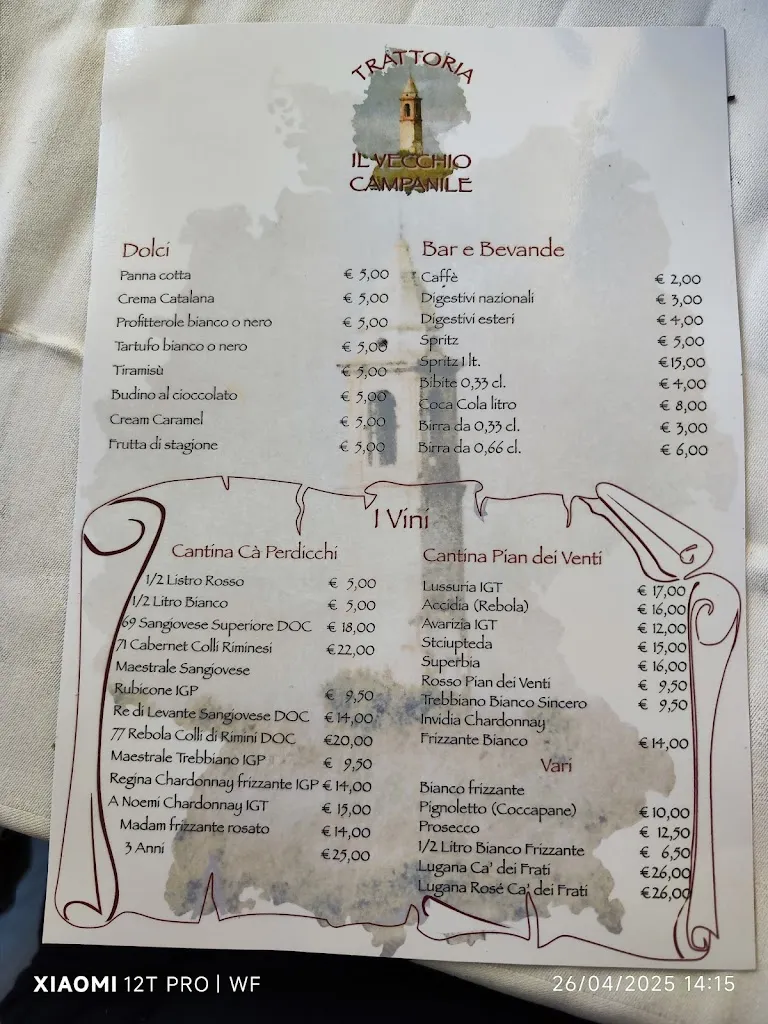 TRATTORIA
IL VECCHIO
CAMPANILE
Dolci
Panna cotta € 5,00
Crema Catalana € 5,00
Profitterole bianco o nero € 5,00
Tartufo bianco o nero € 5,00
Tiramisù € 5,00
Budino al cioccolato € 5,00
Cream Caramel € 5,00
Frutta di stagione € 5,00
Bar e Bevande
Caffè € 2,00
Digestivi nazionali € 3,00
Digestivi esteri € 4,00
Spritz € 5,00
Spritz 1 lt. €15,00
Bibite 0,33 cl. € 4,00
Coca Cola litro € 8,00
Birra da 0,33 cl. € 3,00
Birra da 0,66 cl. € 6,00
I Vini
Cantina Cà Perdicchi
1/2 Listro Rosso € 5,00
1/2 Litro Bianco € 5,00
69 Sangiovese Superiore DOC € 18,00
71 Cabernet Colli Riminesi €22,00
Maestrale Sangiovese
Rubicone IGP € 9,50
Re di Levante Sangiovese DOC € 14,00
77 Rebola Colli di Rimini DOC €20,00
Maestrale Trebbiano IGP € 9,50
Regina Chardonnay frizzante IGP € 14,00
A Noemi Chardonnay IGT € 15,00
Madam frizzante rosato € 14,00
3 Anni €25,00
Cantina Pian dei Venti
Lussuria IGT € 17,00
Accidia (Rebola) € 16,00
Avarizia IGT € 12,00
Stciupteda € 15,00
Superbia € 16,00
Rosso Pian dei Venti € 9,50
Trebbiano Bianco Sincero € 9,50
Invidia Chardonnay
Frizzante Bianco € 14,00
Vari
Bianco frizzante
Pignoletto (Coccapane) € 10,00
Prosecco € 12,50
1/2 Litro Bianco Frizzante € 6,50
Lugana Ca' dei Frati €26,00
Lugana Rosé Ca' dei Frati €26,00
XIAOMI 12T PRO | WF
26/04/2025 14:15